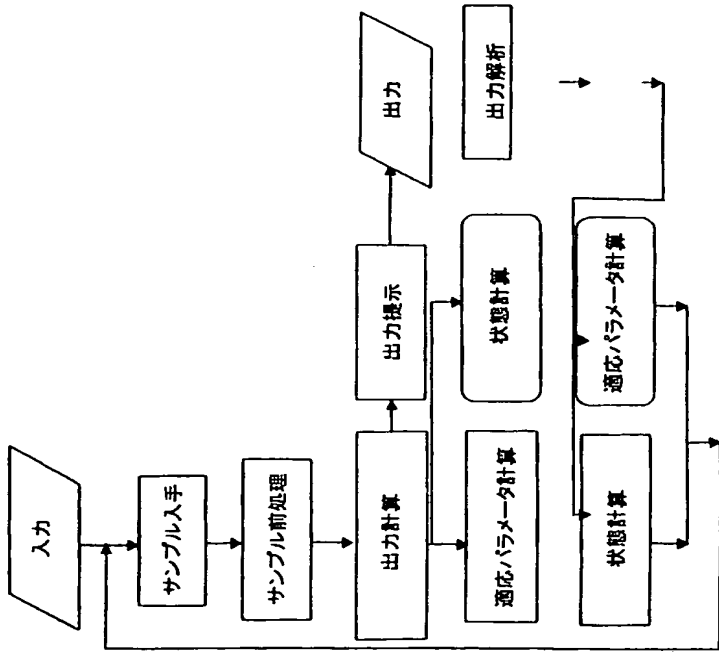 入力
サンプル入手
サンプル前処理
出力計算
出力提示
出力
適応パラメータ計算
状態計算
出力解析
状態計算
適応パラメータ計算